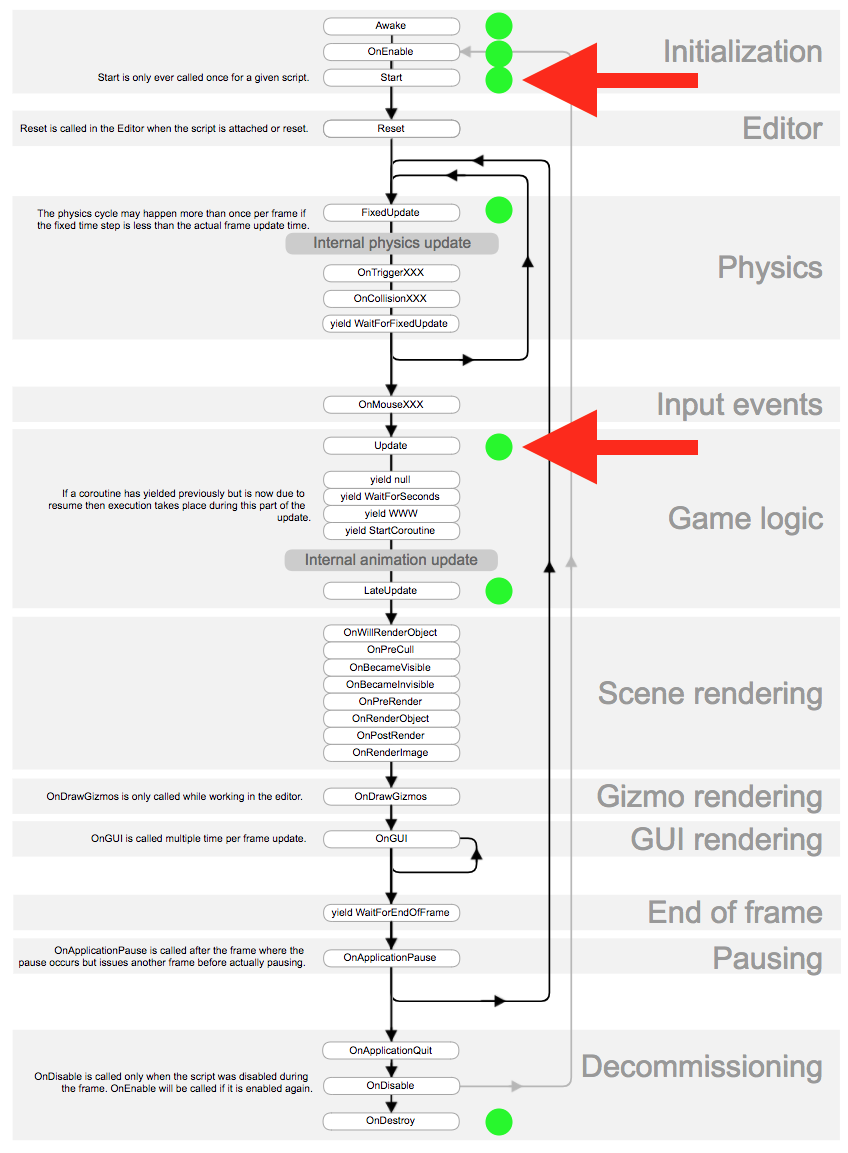 Awake
OnEnable
Initialization
Start is only ever called once for a given script.
Start
Reset is called in the Editor when the script is attached or reset.
Reset
Editor
The physics cycle may happen more than once per frame if
the fixed time step is less than the actual frame update time.
FixedUpdate
Internal physics update
Physics
OnTriggerXXX
OnCollisionXXX
yield WaitForFixedUpdate
OnMouseXXX
Input events
Update
yield null
If a coroutine has yielded previously but is now due to
resume then execution takes place during this part of the
update.
yield WaitForSeconds
yield WWW
yield StartCoroutine
Game logic
Internal animation update
LateUpdate
OnWillRenderObject
OnPreCull
OnBecameVisible
OnBecameInvisible
OnPreRender
OnRenderObject
OnPostRender
OnRenderImage
Scene rendering
OnDrawGizmos is only called while working in the editor.
OnDrawGizmos
Gizmo rendering
OnGUI is called multiple time per frame update.
OnGUI
GUI rendering
yield WaitForEndOfFrame
End of frame
OnApplicationPause is called after the frame where the
pause occurs but issues another frame before actually pausing.
OnApplicationPause
Pausing
OnApplicationQuit
Decommissioning
OnDisable is called only when the script was disabled during
the frame. OnEnable will be called if it is enabled again.
OnDisable
OnDestroy